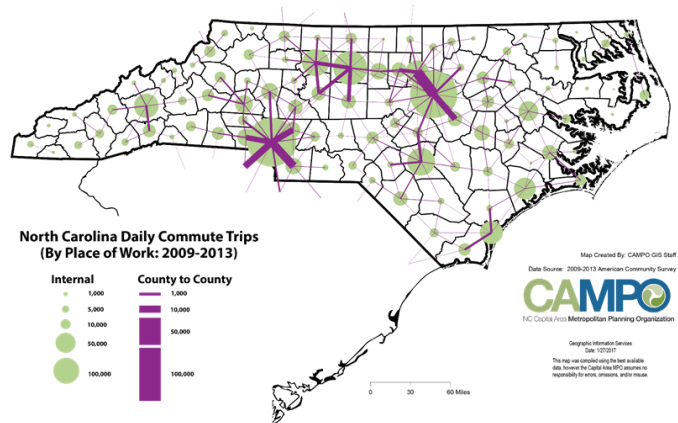 North Carolina Daily Commute Trips
(By Place of Work: 2009-2013)
Internal
County to County
1,000
1,000
5,000
10,000
10,000
50,000
50,000
100,000
100,000
0 30 60 Miles
Map Created By: CAMPO GIS Staff
Data Source: 2009-2013 American Community Survey
CAMPO
NC Capital Area Metropolitan Planning Organization
Geographic Information Services
Date: 1/27/2017
This map was compiled using the best available
data, however the Capital Area MPO assumes no
responsibility for errors, omissions, and/or misuse.